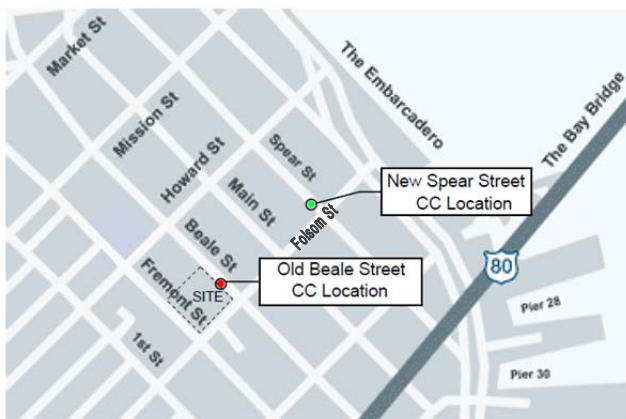 Market St
The Embarcadero
The Bay Bridge
Mission St
Howard St
Spear St
Main St
Folsom St
New Spear Street
CC Location
Beale St
Old Beale Street
CC Location
80
Fremont St
SITE
1st St
Pier 28
Pier 30